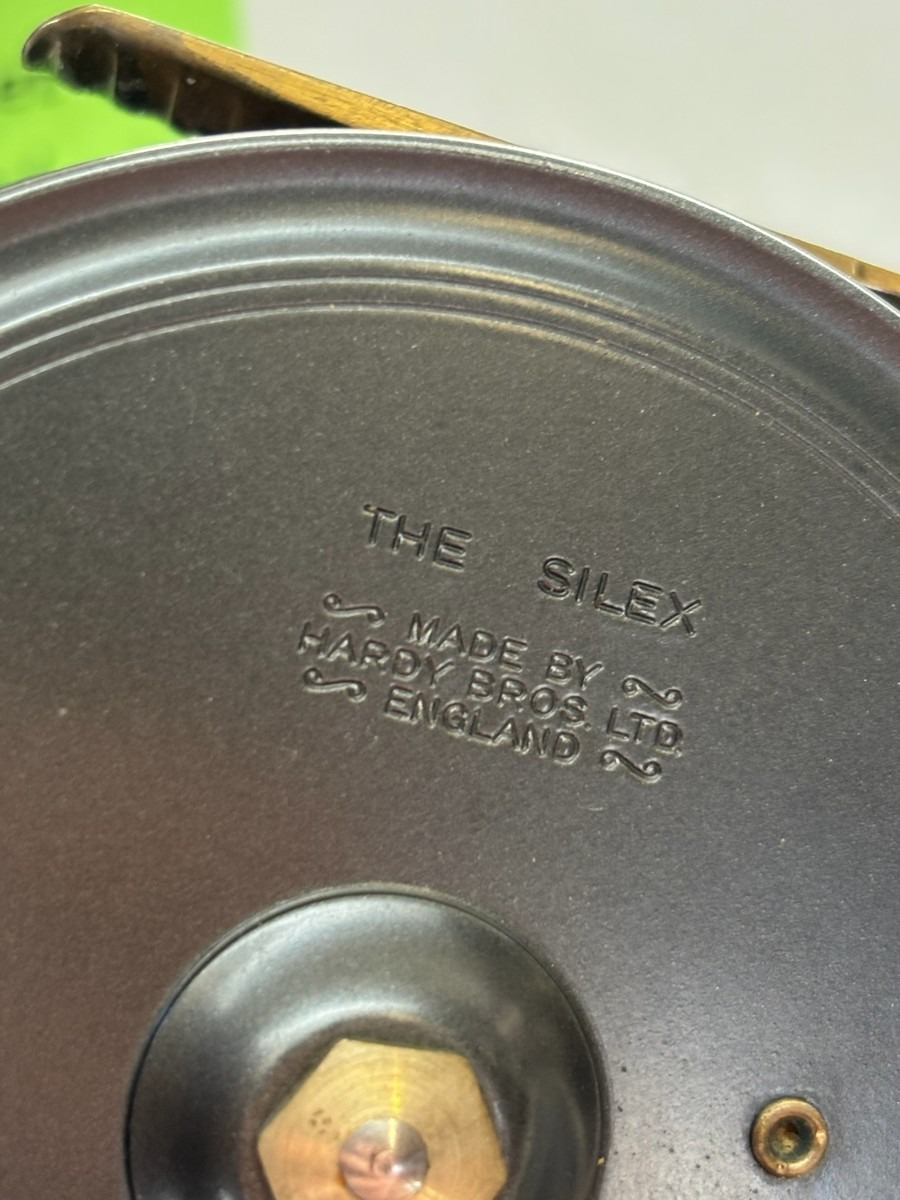 THE SILEX
MADE BY
HARDY BROS. LTD.
ENGLAND